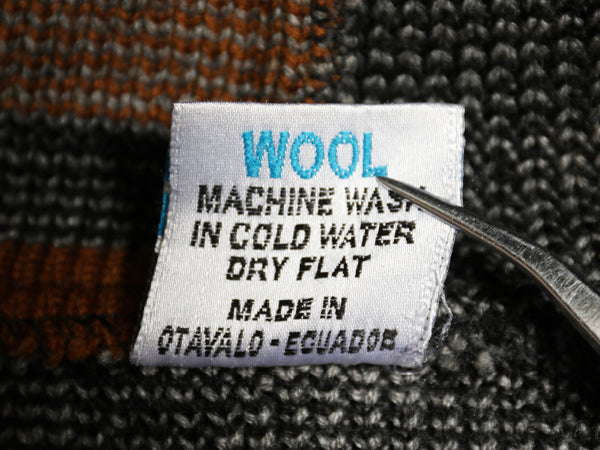 WOOL
MACHINE WASH
IN COLD WATER
DRY FLAT
MADE IN
OTAVALO - ECUADOR